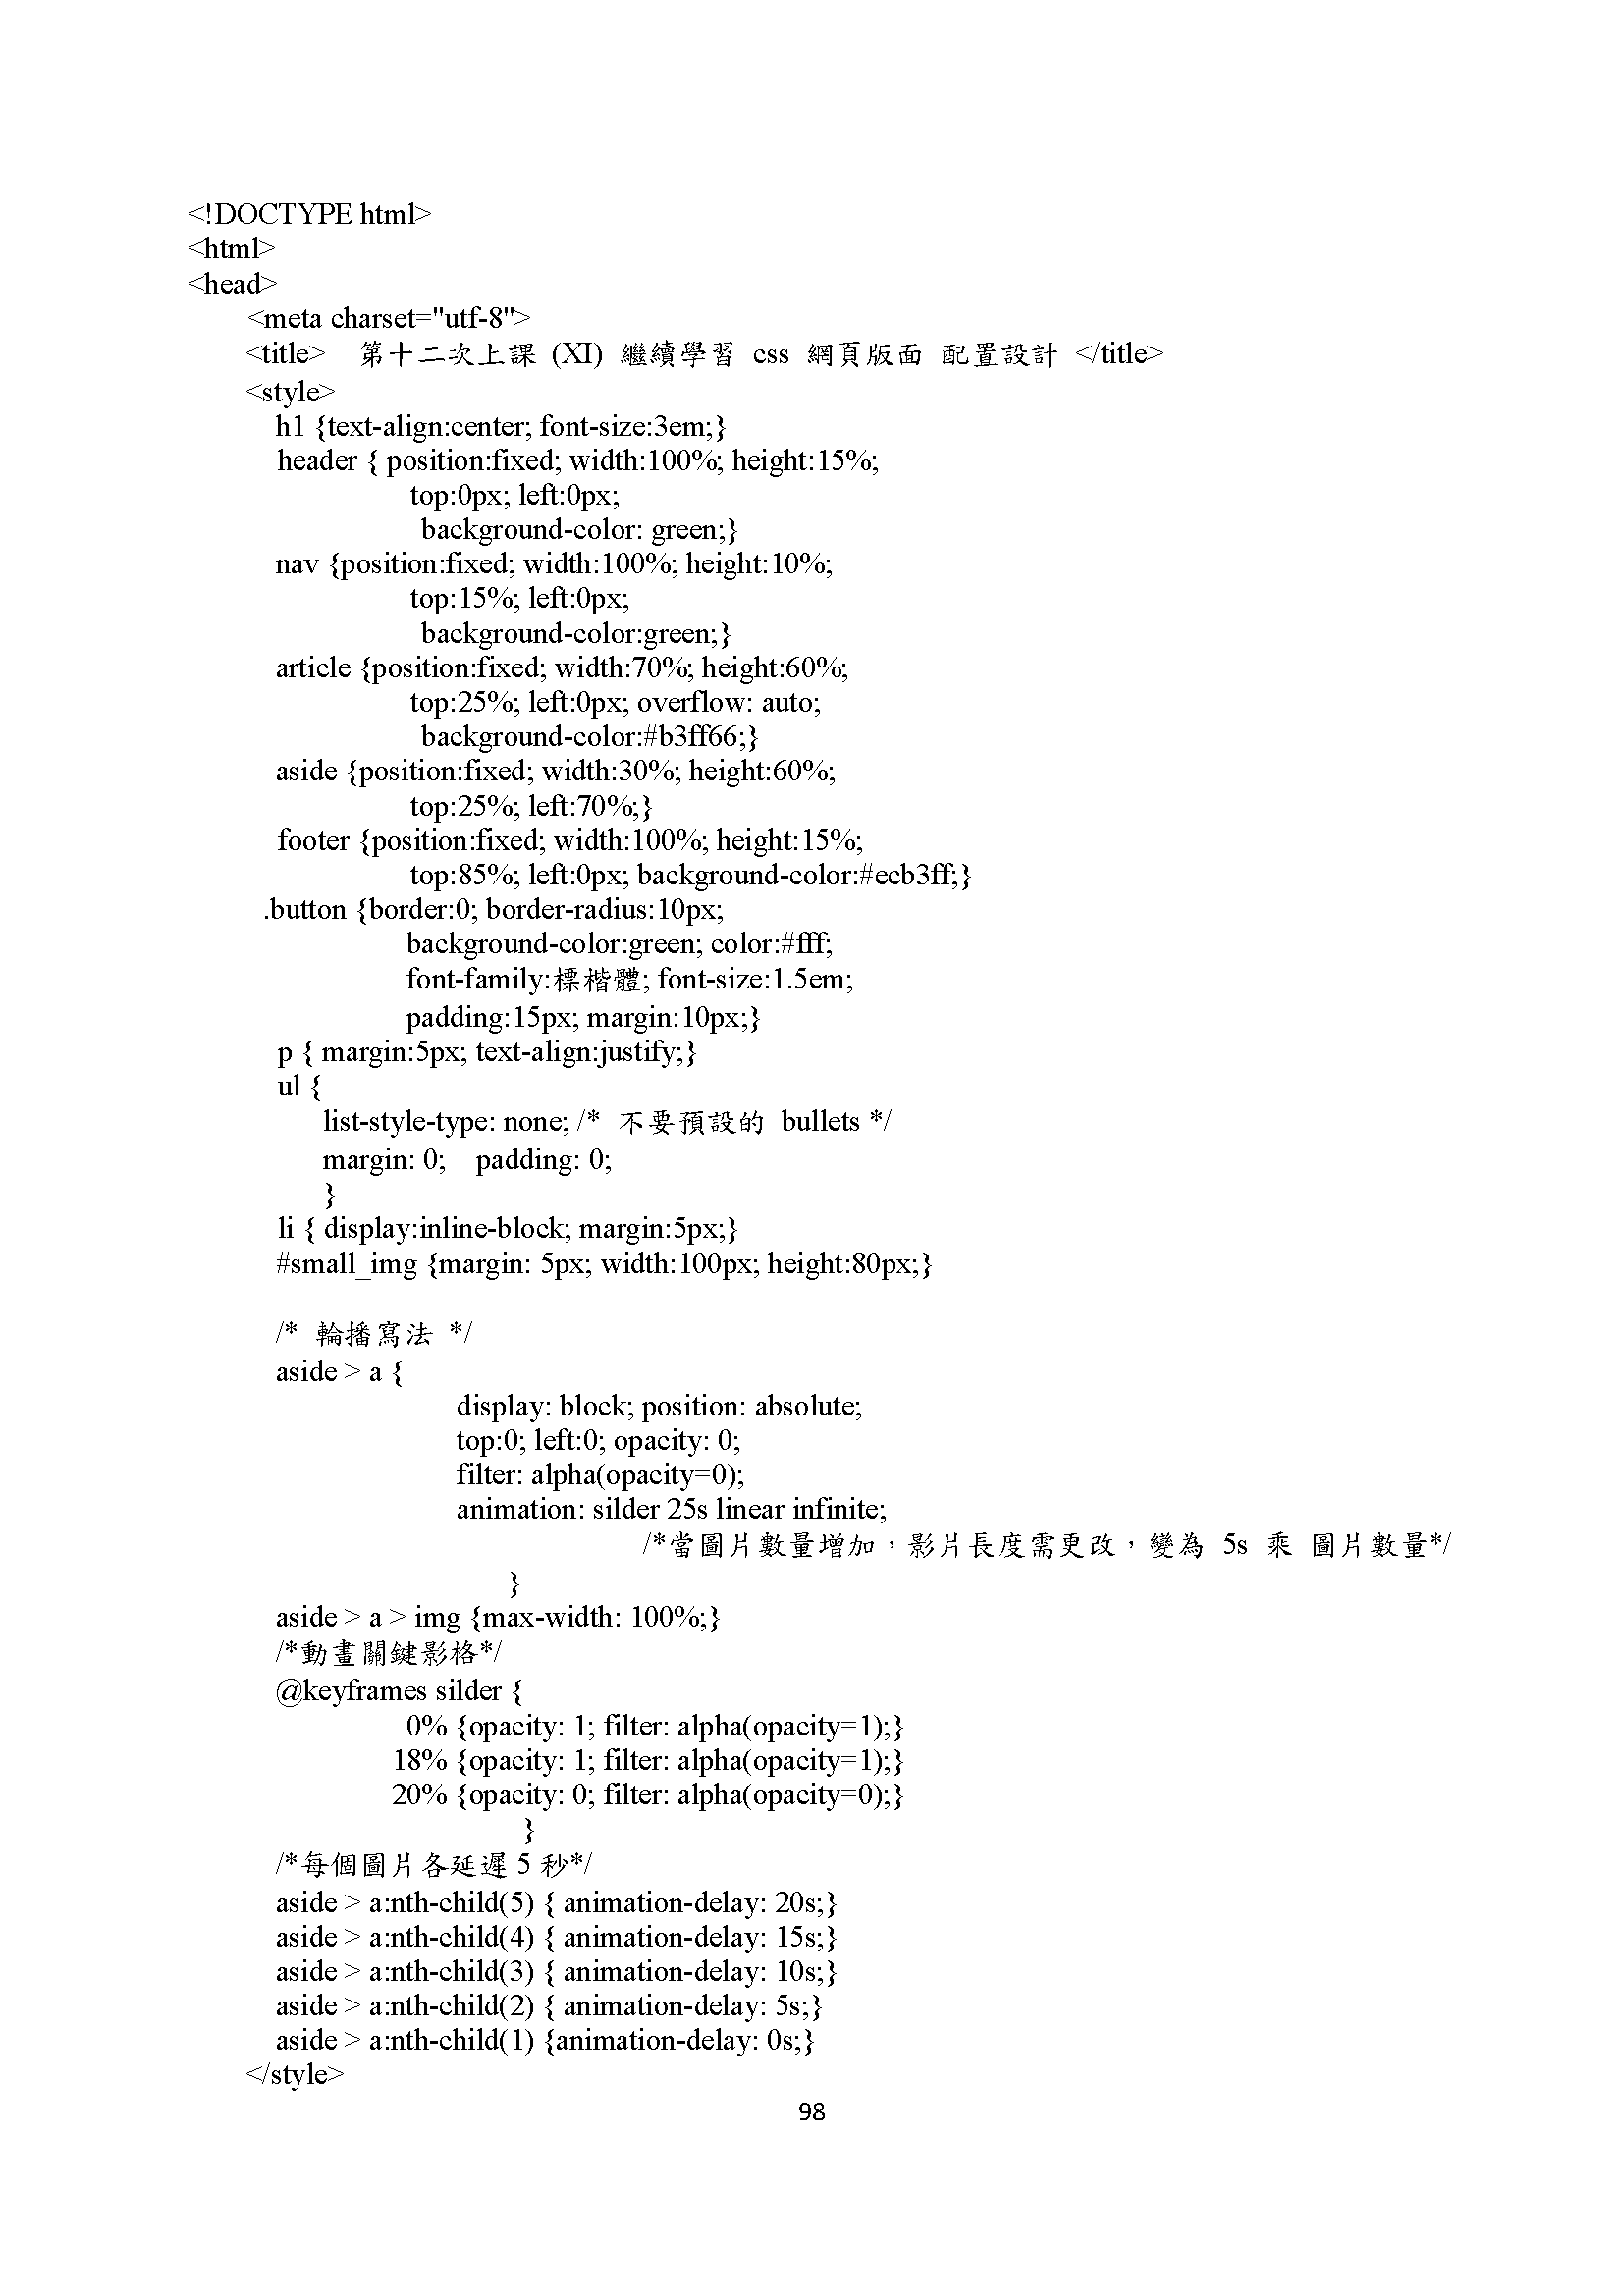 <!DOCTYPE html>
<html>
<head>
<meta charset="utf-8">
<title> 第十二次上課 (XI) 繼續學習 css 網頁版面 配置設計 </title>
<style>
h1 {text-align:center; font-size:3em;}
header { position:fixed; width:100%; height:15%;
top:0px; left:0px;
background-color: green;}
nav {position:fixed; width:100%; height:10%;
top:15%; left:0px;
background-color:green;}
article {position:fixed; width:70%; height:60%;
top:25%; left:0px; overflow: auto;
background-color:#b3ff66;}
aside {position:fixed; width:30%; height:60%;
top:25%; left:70%;}
footer {position:fixed; width:100%; height:15%;
top:85%; left:0px; background-color:#ecb3ff;}
.button {border:0; border-radius:10px;
background-color:green; color:#fff;
font-family:標楷體; font-size:1.5em;
padding:15px; margin:10px;}
p { margin:5px; text-align:justify;}
ul {
list-style-type: none; /* 不要預設的 bullets */
margin: 0; padding: 0;
}
li { display:inline-block; margin:5px;}
#small_img {margin: 5px; width:100px; height:80px;}
/* 輪播寫法 */
aside > a {
display: block; position: absolute;
top:0; left:0; opacity: 0;
filter: alpha(opacity=0);
animation: silder 25s linear infinite;
/*當圖片數量增加，影片長度需更改，變為 5s 乘 圖片數量*/
}
aside > a > img {max-width: 100%;}
/*動畫關鍵影格*/
@keyframes silder {
0% {opacity: 1; filter: alpha(opacity=1);}
18% {opacity: 1; filter: alpha(opacity=1);}
20% {opacity: 0; filter: alpha(opacity=0);}
}
/*每個圖片各延遲 5 秒*/
aside > a:nth-child(5) { animation-delay: 20s;}
aside > a:nth-child(4) { animation-delay: 15s;}
aside > a:nth-child(3) { animation-delay: 10s;}
aside > a:nth-child(2) { animation-delay: 5s;}
aside > a:nth-child(1) {animation-delay: 0s;}
</style>
98